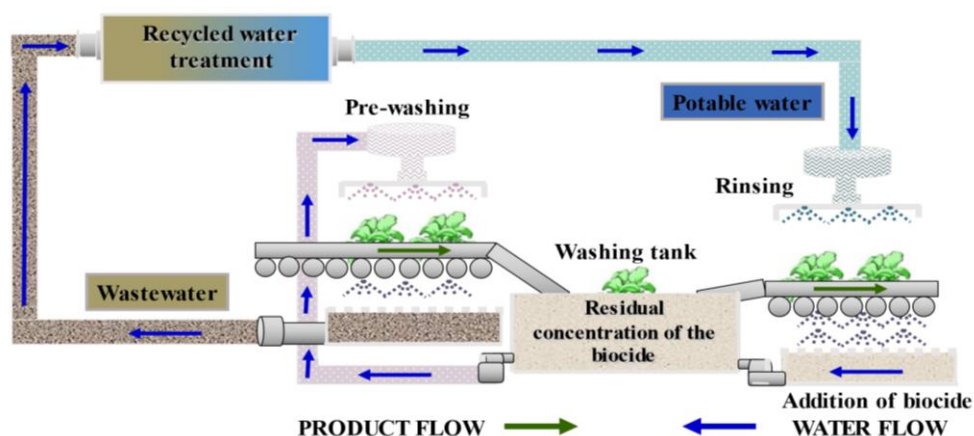 Recycled water
treatment
Pre-washing
Potable water
Rinsing
Washing tank
Wastewater
Residual
concentration of the
biocide
Addition of biocide
PRODUCT FLOW
WATER FLOW